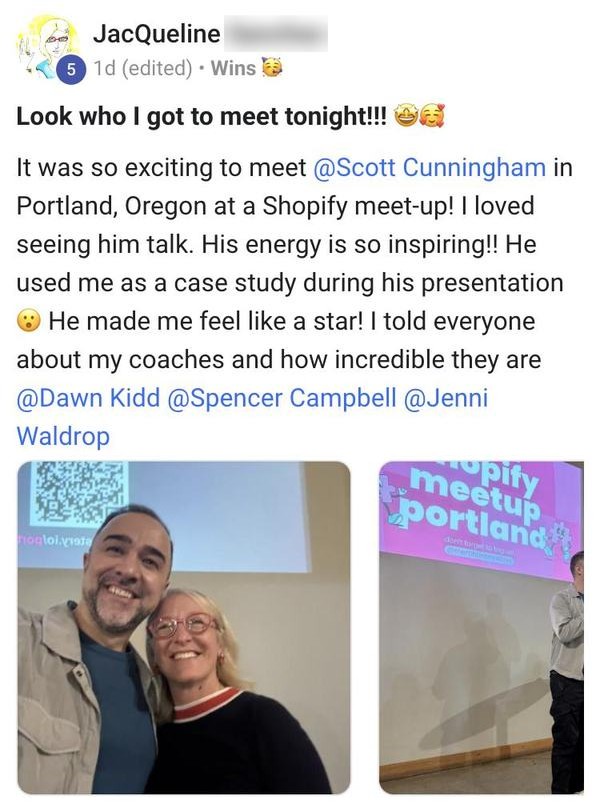 JacQueline
5 1d (edited) • Wins 🥳
Look who I got to meet tonight!!! 🤩🥰
It was so exciting to meet @Scott Cunningham in
Portland, Oregon at a Shopify meet-up! I loved
seeing him talk. His energy is so inspiring!! He
used me as a case study during his presentation
😮 He made me feel like a star! I told everyone
about my coaches and how incredible they are
@Dawn Kidd @Spencer Campbell @Jenni
Waldrop
meetup
portland